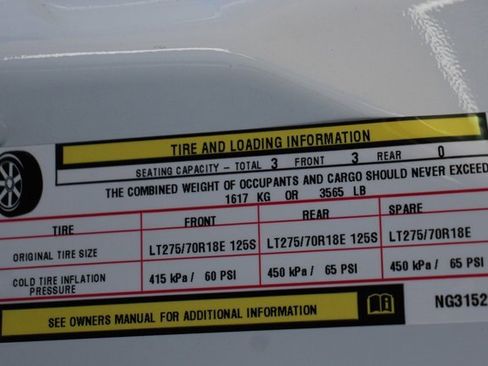 TIRE AND LOADING INFORMATION
SEATING CAPACITY - TOTAL 3 FRONT 3 REAR 0
THE COMBINED WEIGHT OF OCCUPANTS AND CARGO SHOULD NEVER EXCEED
1617 KG OR 3565 LB
TIRE FRONT REAR SPARE
ORIGINAL TIRE SIZE LT275/70R18E 125S LT275/70R18E 125S LT275/70R18E
COLD TIRE INFLATION PRESSURE 415 kPa / 60 PSI 450 kPa / 65 PSI 450 kPa / 65 PSI
SEE OWNERS MANUAL FOR ADDITIONAL INFORMATION
NG3152